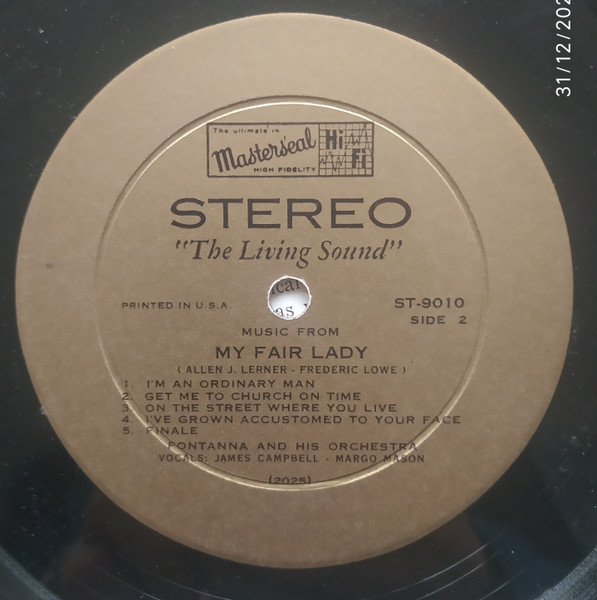 31/12/202
The ultimate in
Masterseal
HIGH FIDELITY
Hi
Fi
STEREO
"The Living Sound"
ical
as
PRINTED IN U.S.A.
ST-9010
SIDE 2
MUSIC FROM
MY FAIR LADY
( ALLEN J. LERNER - FREDERIC LOWE )
1. I'M AN ORDINARY MAN
2. GET ME TO CHURCH ON TIME
3. ON THE STREET WHERE YOU LIVE
4. I'VE GROWN ACCUSTOMED TO YOUR FACE
5. FINALE
FONTANNA AND HIS ORCHESTRA
VOCALS: JAMES CAMPBELL - MARGO MASON
(2025)